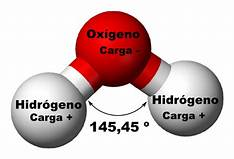 Oxígeno
Carga -
Hidrógeno
Carga +
Hidrógeno
Carga +
145,45 º